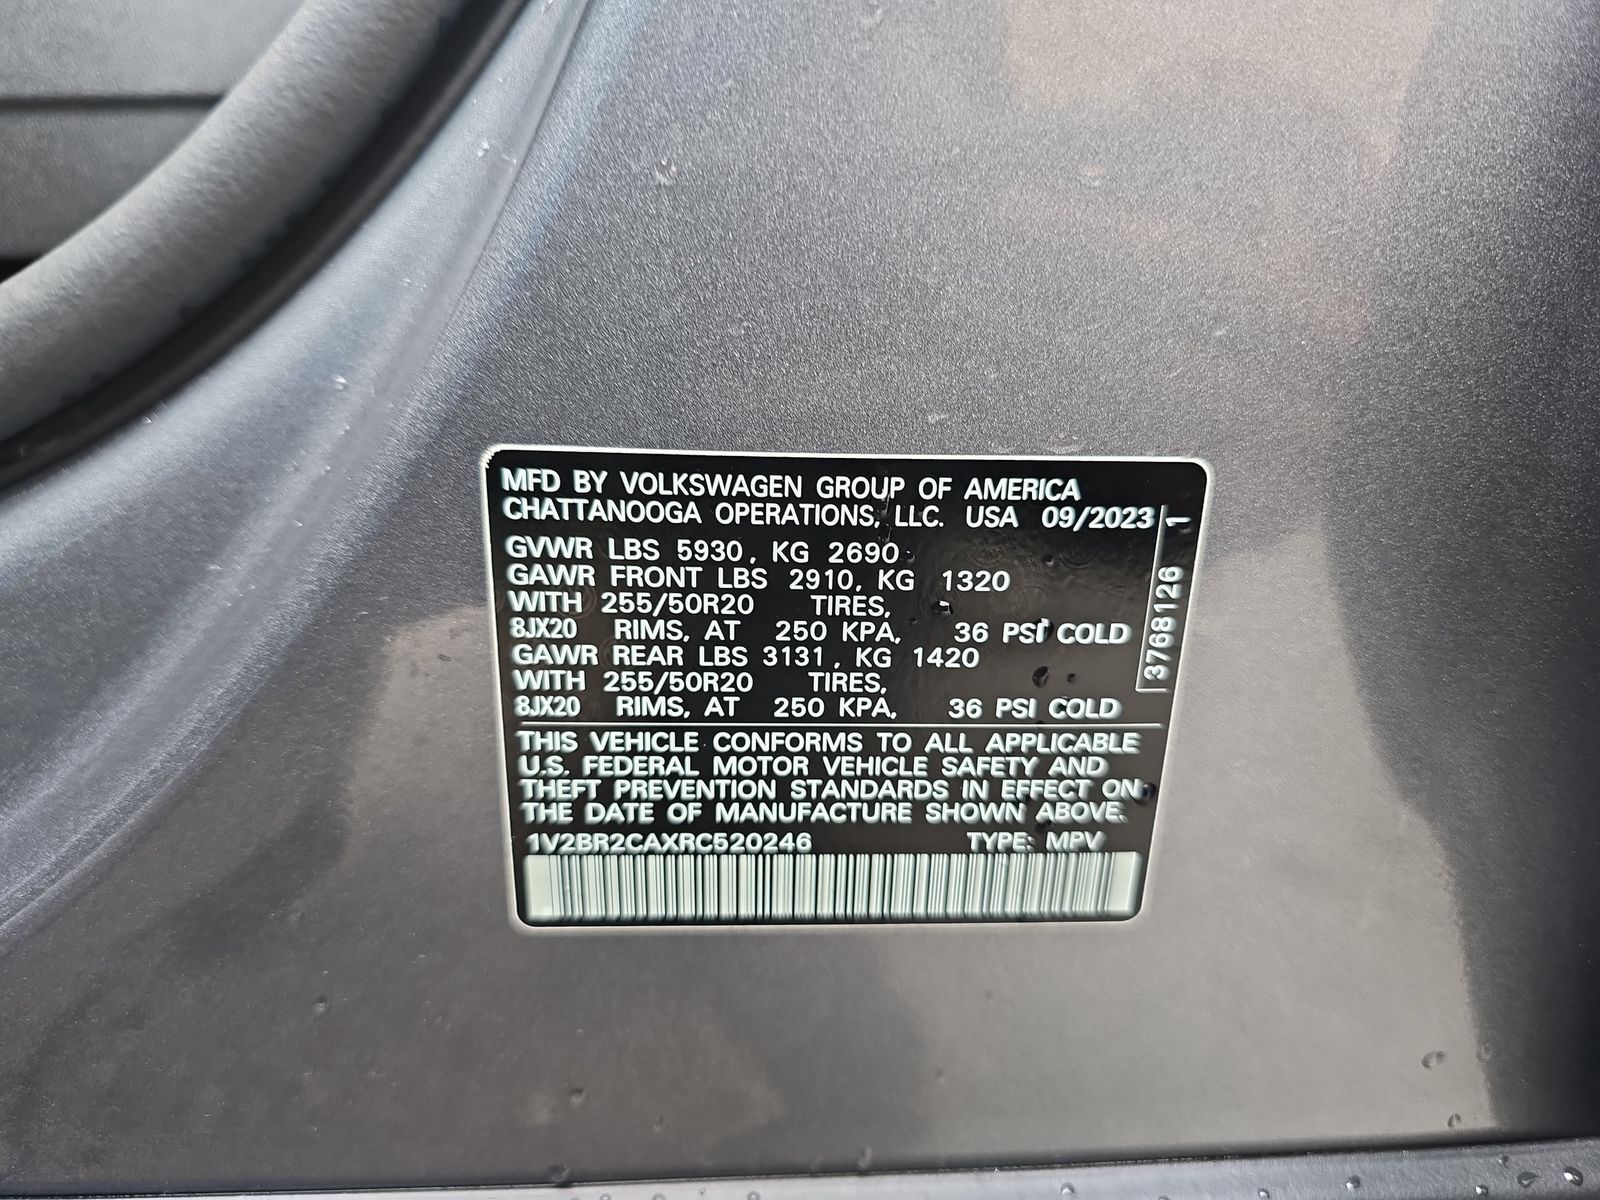 MFD BY VOLKSWAGEN GROUP OF AMERICA
CHATTANOOGA OPERATIONS, LLC. USA 09/2023
GVWR LBS 5930, KG 2690
GAWR FRONT LBS 2910, KG 1320
WITH 255/50R20 TIRES,
8JX20 RIMS, AT 250 KPA, 36 PSI COLD
GAWR REAR LBS 3131, KG 1420
WITH 255/50R20 TIRES,
8JX20 RIMS, AT 250 KPA, 36 PSI COLD
THIS VEHICLE CONFORMS TO ALL APPLICABLE
U.S. FEDERAL MOTOR VEHICLE SAFETY AND
THEFT PREVENTION STANDARDS IN EFFECT ON
THE DATE OF MANUFACTURE SHOWN ABOVE.
1V2BR2CAXRC520246 TYPE: MPV
3768126 1